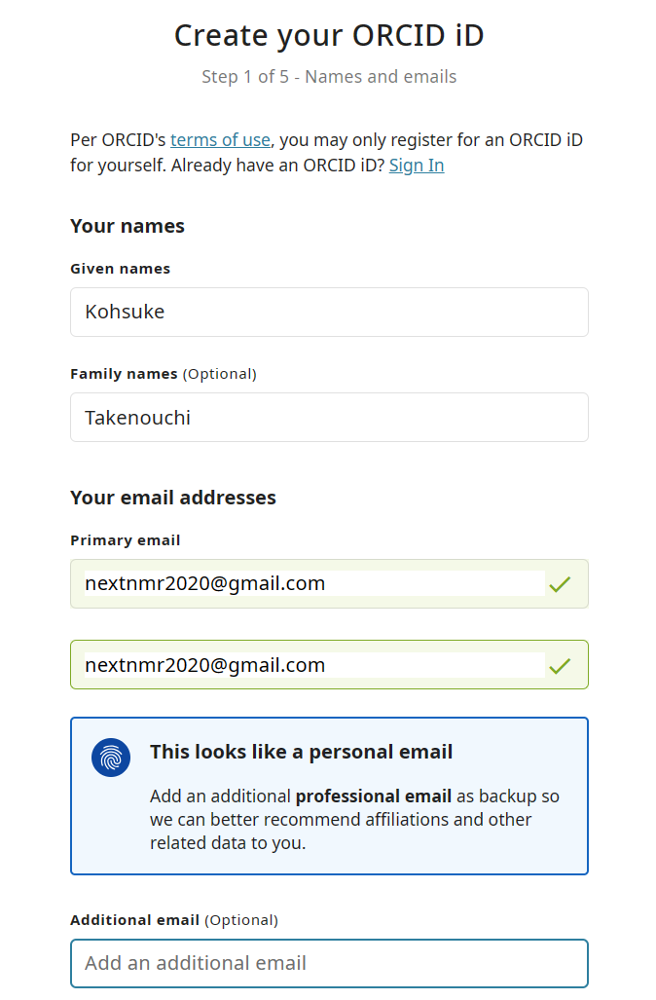 Create your ORCID iD
Step 1 of 5 - Names and emails
Per ORCID's terms of use, you may only register for an ORCID iD
for yourself. Already have an ORCID iD? Sign In
Your names
Given names
Kohsuke
Family names (Optional)
Takenouchi
Your email addresses
Primary email
nextnmr2020@gmail.com
nextnmr2020@gmail.com
This looks like a personal email
Add an additional professional email as backup so
we can better recommend affiliations and other
related data to you.
Additional email (Optional)
Add an additional email